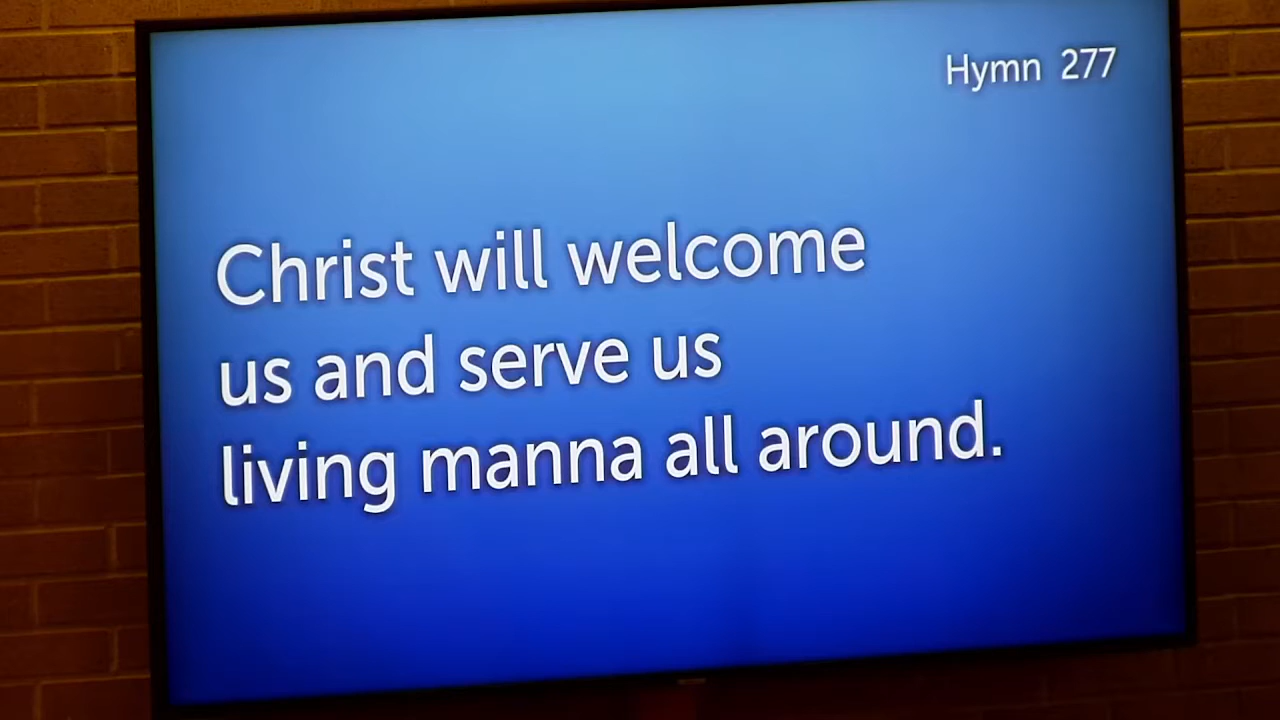 Hymn 277
Christ will welcome
us and serve us
living manna all around.